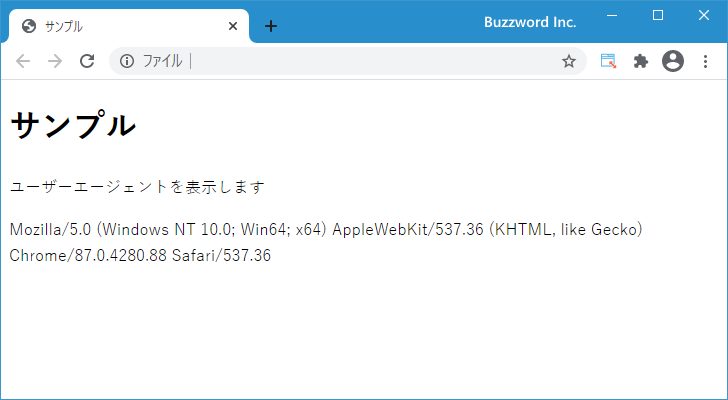 サンプル
Buzzword Inc.
ファイル
サンプル
ユーザーエージェントを表示します
Mozilla/5.0 (Windows NT 10.0; Win64; x64) AppleWebKit/537.36 (KHTML, like Gecko)
Chrome/87.0.4280.88 Safari/537.36